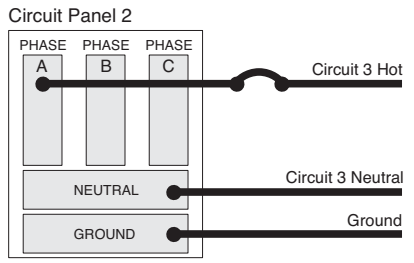 Circuit Panel 2
PHASE PHASE PHASE
A B C
Circuit 3 Hot
Circuit 3 Neutral
NEUTRAL
Ground
GROUND